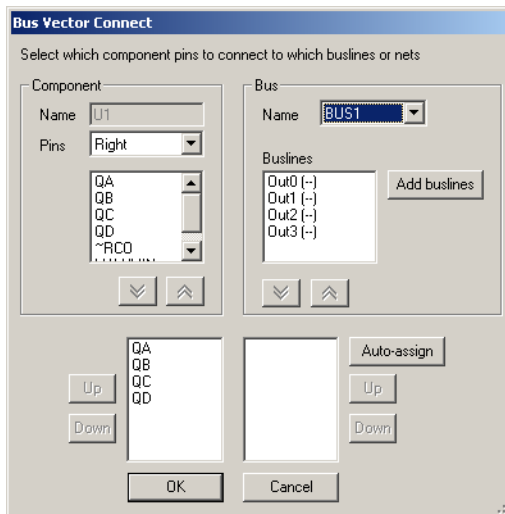 Bus Vector Connect
Select which component pins to connect to which buslines or nets
Component
Name U1
Pins Right
QA
QB
QC
QD
~RCO
Bus
Name BUS1
Buslines
Out0 (--)
Out1 (--)
Out2 (--)
Out3 (--)
Add buslines
QA
QB
QC
QD
Up
Down
Auto-assign
Up
Down
OK
Cancel